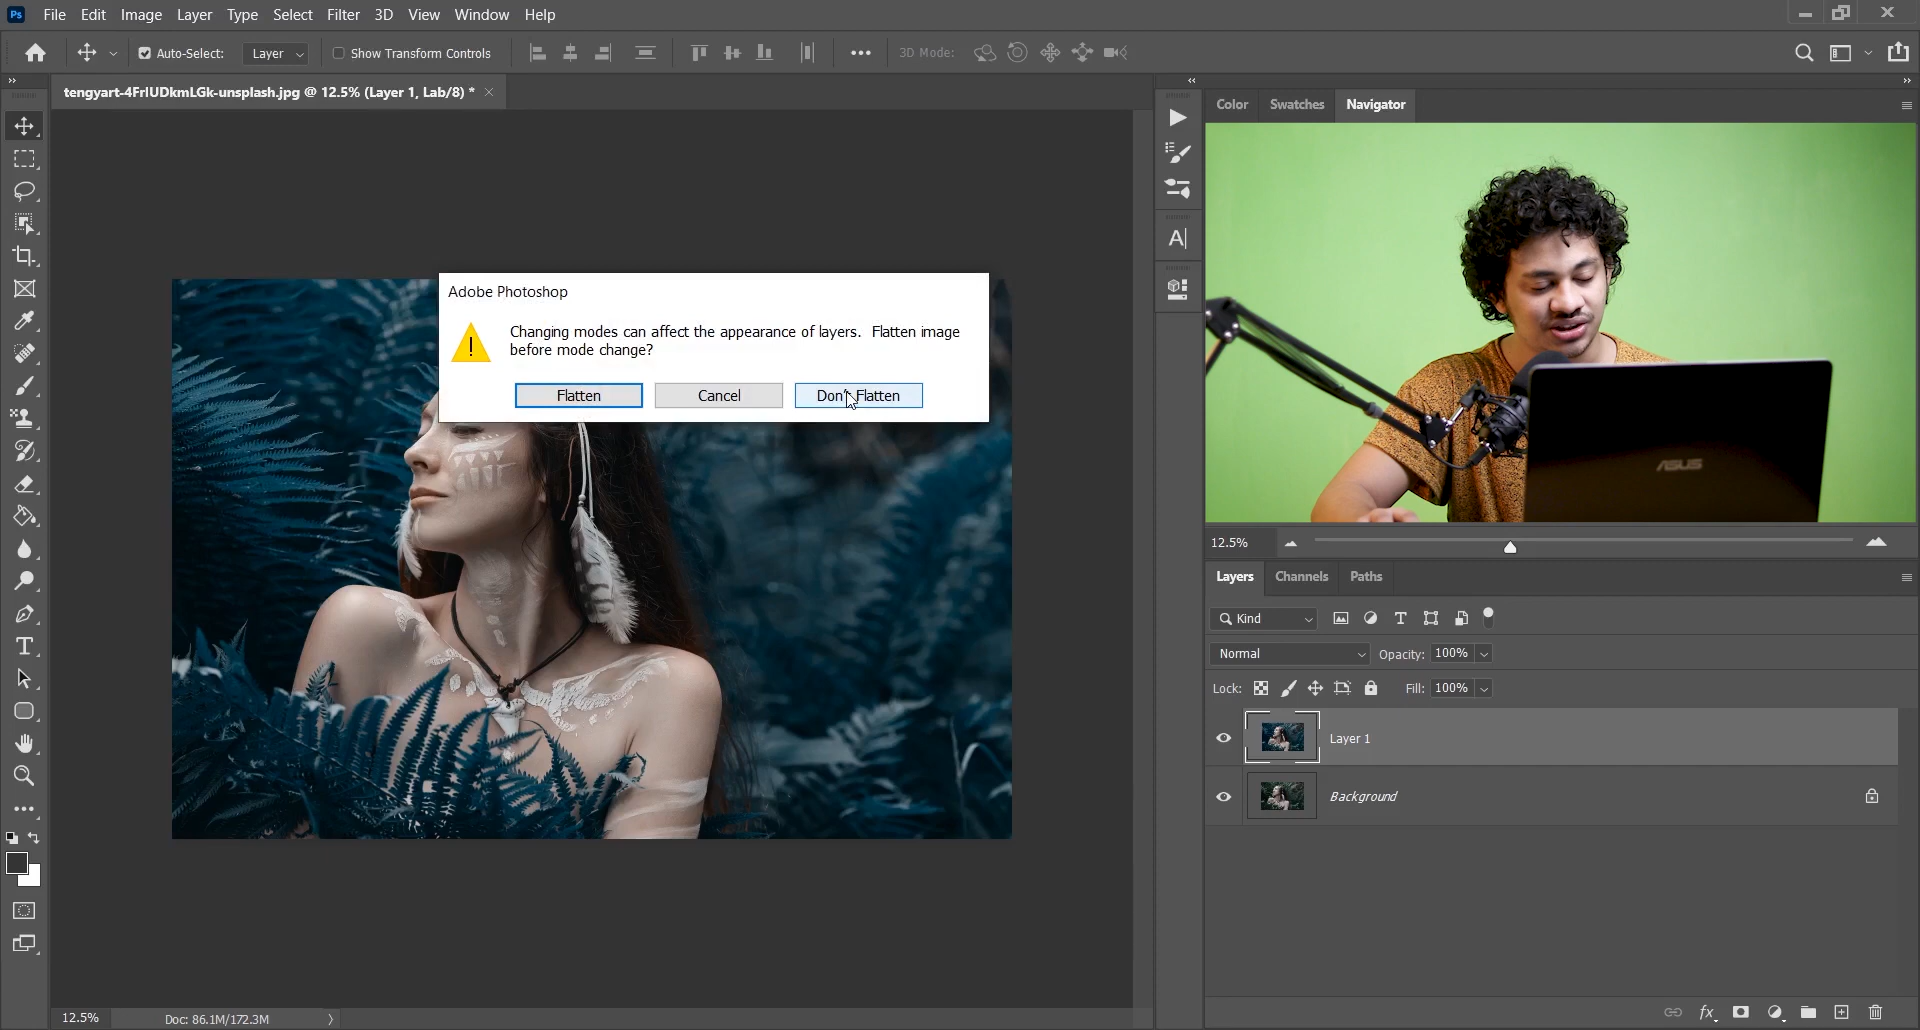 Ps File Edit Image Layer Type Select Filter 3D View Window Help
Auto-Select: Layer Show Transform Controls 3D Mode:
tengyart-4FrlUDkmLGk-unsplash.jpg @ 12.5% (Layer 1, Lab/8) *
Color Swatches Navigator
Adobe Photoshop
Changing modes can affect the appearance of layers. Flatten image
before mode change?
Flatten Cancel Don't Flatten
ASUS
12.5%
Layers Channels Paths
Kind
Normal Opacity: 100%
Lock: Fill: 100%
Layer 1
Background
12.5% Doc: 86.1M/172.3M
fx